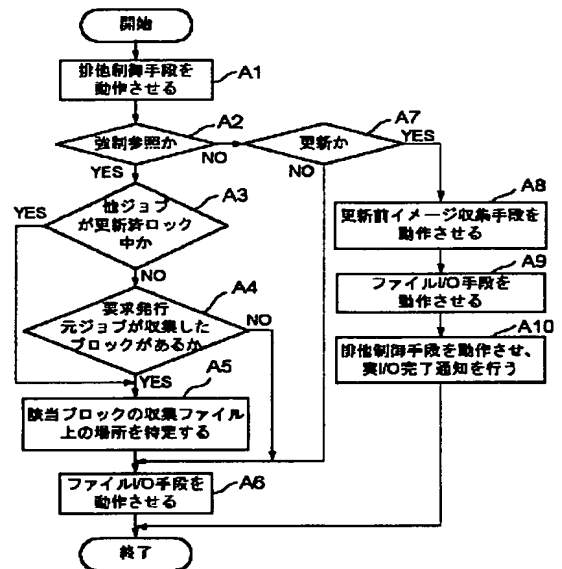 開始
排他制御手段を
動作させる
A1
強制参照か
A2
NO
YES
更新か
A7
YES
NO
他ジョブ
が更新済ロック
中か
A3
YES
NO
更新前イメージ収集手段を
動作させる
A8
要求発行
元ジョブが収集した
ブロックがあるか
A4
NO
YES
ファイルI/O手段を
動作させる
A9
排他制御手段を動作させ、
実I/O完了通知を行う
A10
該当ブロックの収集ファイル
上の場所を特定する
A5
ファイルI/O手段を
動作させる
A6
終了